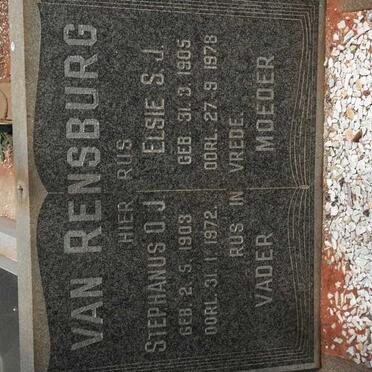 VAN RENSBURG
HIER RUS
STEPHANUS O.J. ELSIE S.J.
GEB 2.5.1903 GEB 31.3.1905
OORL. 31.1.1972. OORL 27.9.1978
RUS IN VREDE.
VADER MOEDER